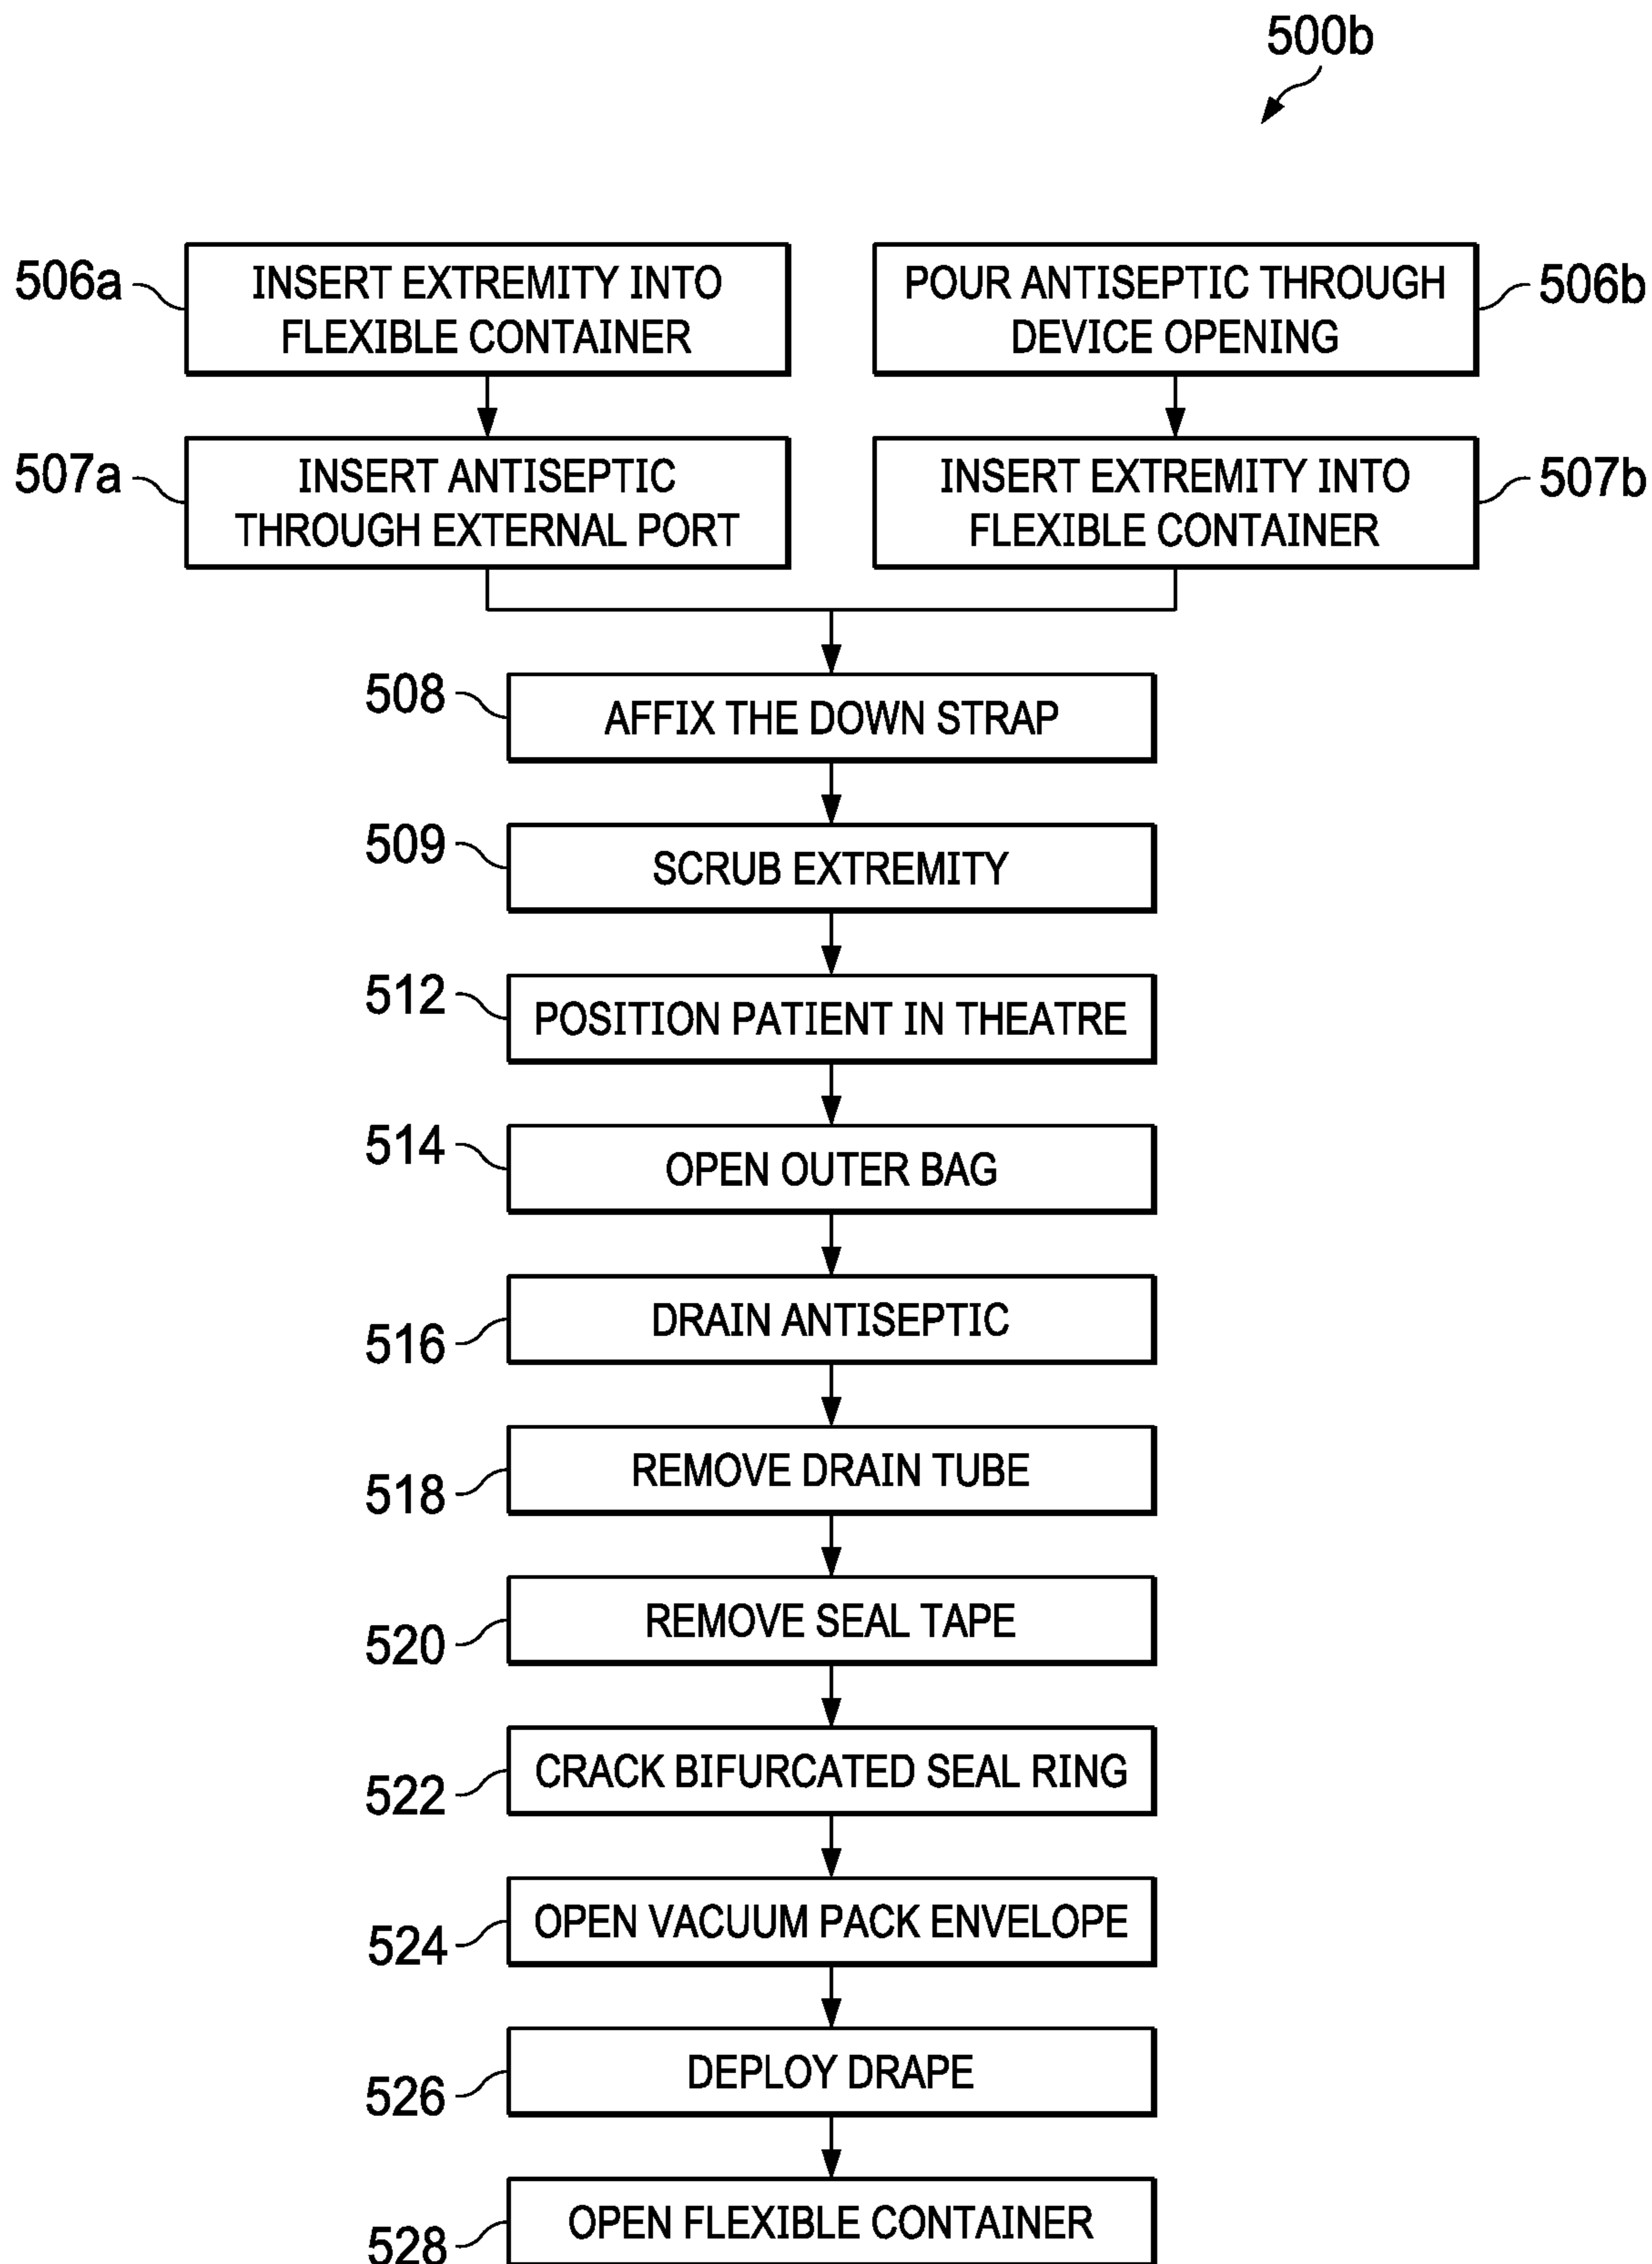 500b
506a
INSERT EXTREMITY INTO
FLEXIBLE CONTAINER
POUR ANTISEPTIC THROUGH
DEVICE OPENING
506b
507a
INSERT ANTISEPTIC
THROUGH EXTERNAL PORT
INSERT EXTREMITY INTO
FLEXIBLE CONTAINER
507b
508
AFFIX THE DOWN STRAP
509
SCRUB EXTREMITY
512
POSITION PATIENT IN THEATRE
514
OPEN OUTER BAG
516
DRAIN ANTISEPTIC
518
REMOVE DRAIN TUBE
520
REMOVE SEAL TAPE
522
CRACK BIFURCATED SEAL RING
524
OPEN VACUUM PACK ENVELOPE
526
DEPLOY DRAPE
528
OPEN FLEXIBLE CONTAINER